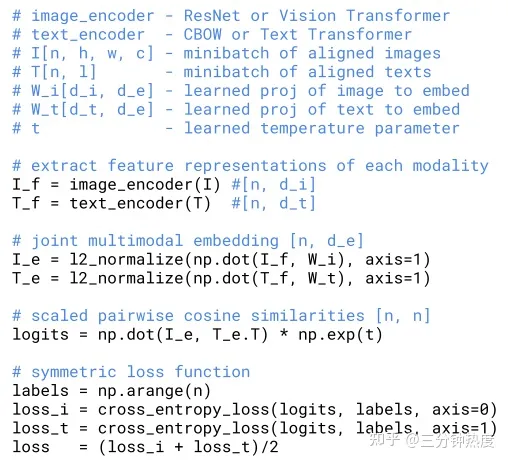 # image_encoder - ResNet or Vision Transformer
# text_encoder  - CBOW or Text Transformer
# I[n, h, w, c] - minibatch of aligned images
# T[n, l]       - minibatch of aligned texts
# W_i[d_i, d_e] - learned proj of image to embed
# W_t[d_t, d_e] - learned proj of text to embed
# t             - learned temperature parameter
# extract feature representations of each modality
I_f = image_encoder(I) #[n, d_i]
T_f = text_encoder(T)  #[n, d_t]
# joint multimodal embedding [n, d_e]
I_e = l2_normalize(np.dot(I_f, W_i), axis=1)
T_e = l2_normalize(np.dot(T_f, W_t), axis=1)
# scaled pairwise cosine similarities [n, n]
logits = np.dot(I_e, T_e.T) * np.exp(t)
# symmetric loss function
labels = np.arange(n)
loss_i = cross_entropy_loss(logits, labels, axis=0)
loss_t = cross_entropy_loss(logits, labels, axis=1)
loss   = (loss_i + loss_t)/2
知乎 @三分钟热度